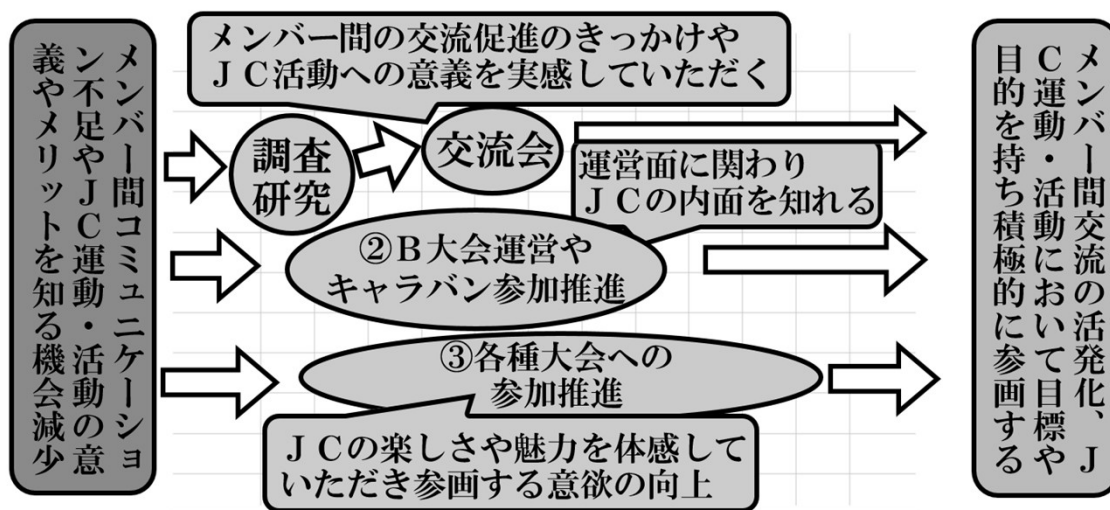 メンバー間コミュニケーショ
ン不足やJC運動・活動の意
義やメリットを知る機会減少
メンバー間の交流促進のきっかけや
JC活動への意義を実感していただく
調査
研究
交流会
運営面に関わり
JCの内面を知れる
②B大会運営や
キャラバン参加推進
③各種大会への
参加推進
JCの楽しさや魅力を体感して
いただき参画する意欲の向上
メンバー間交流の活発化、J
C運動・活動において目標や
目的を持ち積極的に参画する